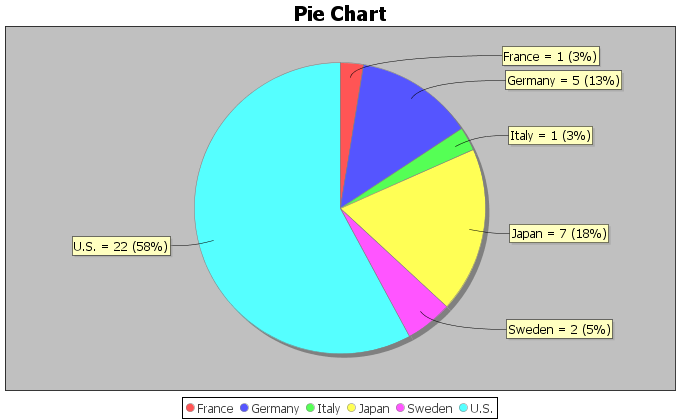 Pie Chart
France = 1 (3%)
Germany = 5 (13%)
Italy = 1 (3%)
Japan = 7 (18%)
U.S. = 22 (58%)
Sweden = 2 (5%)
France Germany Italy Japan Sweden U.S.